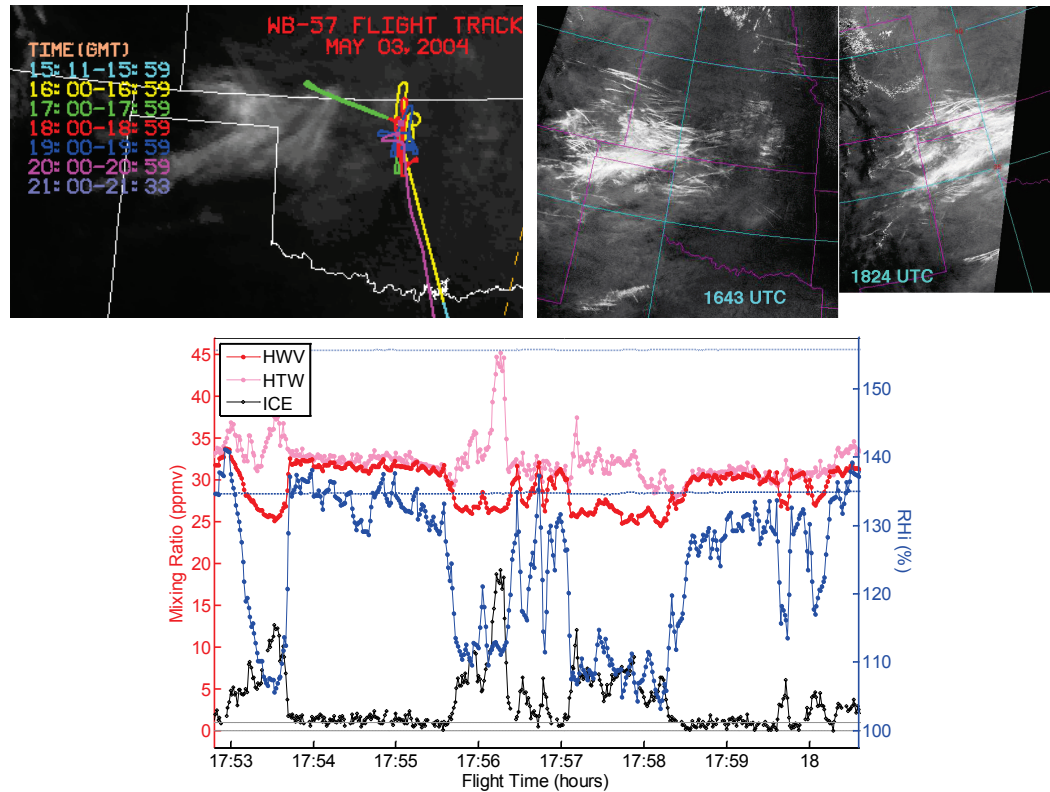 WB-57 FLIGHT TRACK
MAY 03, 2004
TIME(GMT)
15:11-15:59
16:00-16:59
17:00-17:59
18:00-18:59
19:00-19:59
20:00-20:59
21:00-21:33
1643 UTC
1824 UTC
HWV
HTW
ICE
Mixing Ratio (ppmv)
45
40
35
30
25
20
15
10
5
0
RHi (%)
150
140
130
120
110
100
17:53 17:54 17:55 17:56 17:57 17:58 17:59 18
Flight Time (hours)